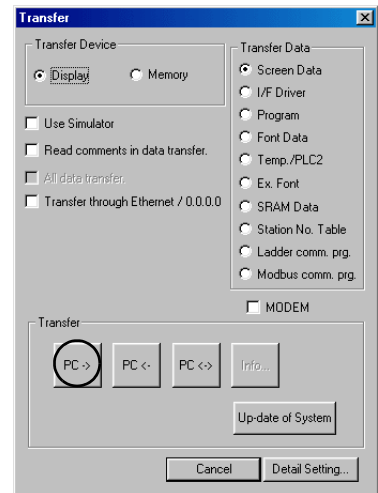 Transfer
Transfer Device
Display
Memory
Use Simulator
Read comments in data transfer.
All data transfer.
Transfer through Ethernet / 0.0.0.0
Transfer Data
Screen Data
I/F Driver
Program
Font Data
Temp./PLC2
Ex. Font
SRAM Data
Station No. Table
Ladder comm. prg.
Modbus comm. prg.
MODEM
Transfer
PC ->
PC <-
PC <->
Info...
Up-date of System
Cancel
Detail Setting...